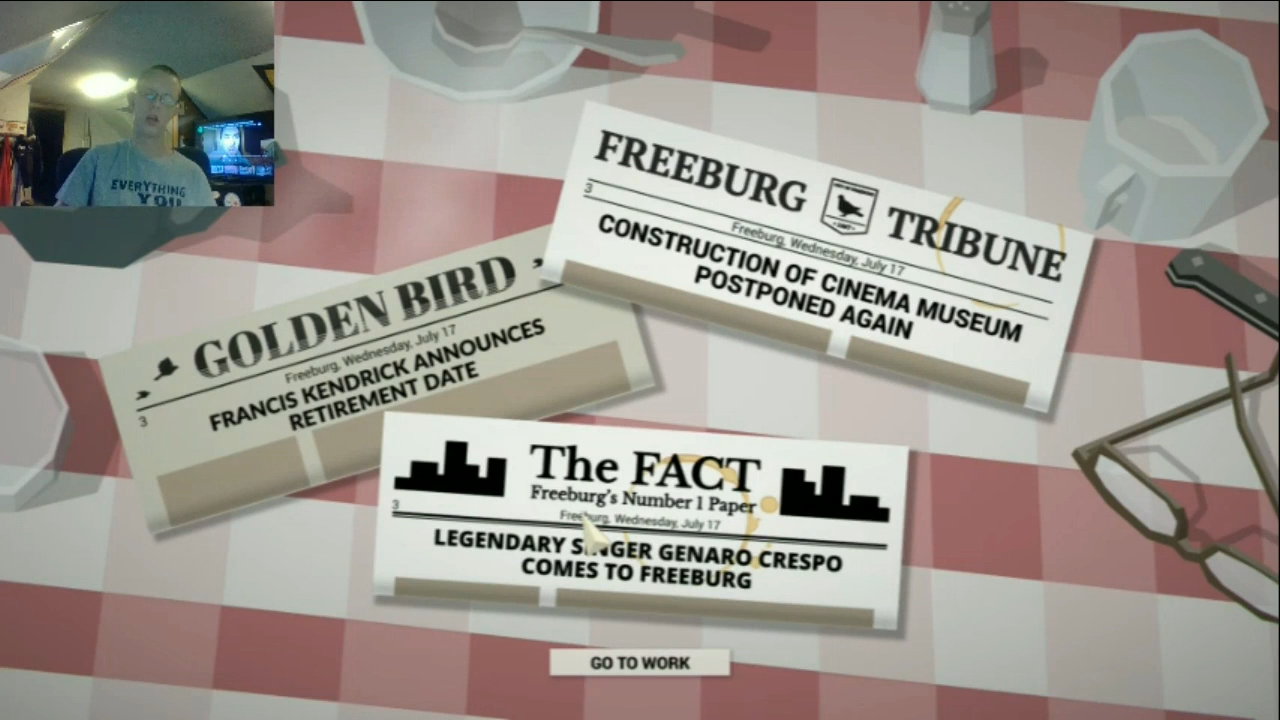 EVERYTHING
YOU
FREEBURG TRIBUNE
3
Freeburg, Wednesday, July 17
CONSTRUCTION OF CINEMA MUSEUM
POSTPONED AGAIN
GOLDEN BIRD
Freeburg, Wednesday, July 17
3
FRANCIS KENDRICK ANNOUNCES
RETIREMENT DATE
The FACT
Freeburg's Number 1 Paper
3
Freeburg, Wednesday, July 17
LEGENDARY SINGER GENARO CRESPO
COMES TO FREEBURG
GO TO WORK